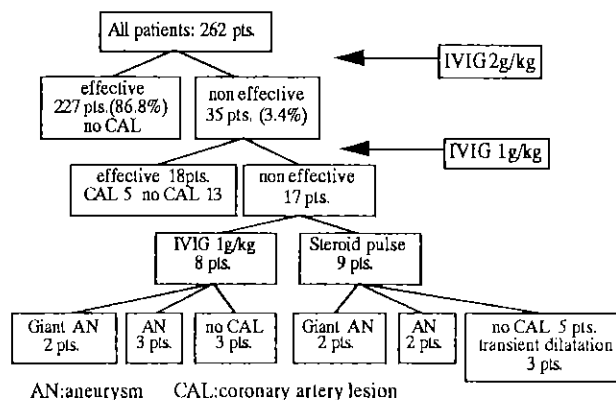 All patients: 262 pts.
IVIG 2g/kg
effective
227 pts.(86.8%)
no CAL
non effective
35 pts. (3.4%)
IVIG 1g/kg
effective 18pts.
CAL 5 no CAL 13
non effective
17 pts.
IVIG 1g/kg
8 pts.
Steroid pulse
9 pts.
Giant AN
2 pts.
AN
3 pts.
no CAL
3 pts.
Giant AN
2 pts.
AN
2 pts.
no CAL 5 pts.
transient dilatation
3 pts.
AN:aneurysm CAL:coronary artery lesion